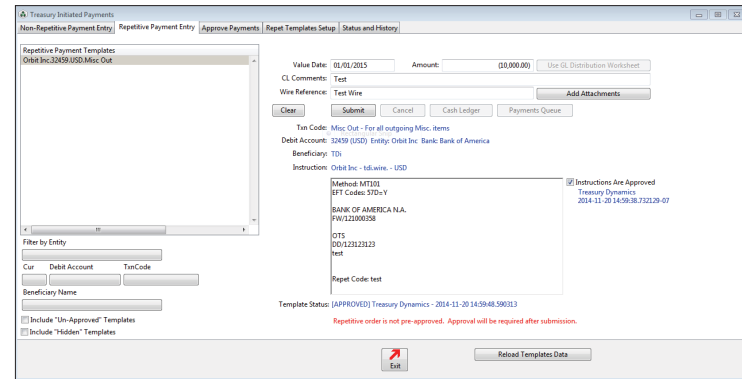 Treasury Initiated Payments
Non-Repetitive Payment Entry Repetitive Payment Entry Approve Payments Repet Templates Setup Status and History
Repetitive Payment Templates
Orbit Inc.32459.USD.Misc Out
Value Date: 01/01/2015 Amount: (10,000.00) Use GL Distribution Worksheet
CL Comments: Test
Wire Reference: Test Wire Add Attachments
Clear Submit Cancel Cash Ledger Payments Queue
Txn Code: Misc Out - For all outgoing Misc. items
Debit Account: 32459 (USD) Entity: Orbit Inc Bank: Bank of America
Beneficiary: TDi
Instruction: Orbit Inc - tdi.wire. - USD
Method: MT101
EFT Codes: 57D=Y
BANK OF AMERICA N.A.
FW/121000358
OTS
DD/123123123
test
Repet Code: test
Instructions Are Approved
Treasury Dynamics
2014-11-20 14:59:38.732129-07
Filter by Entity
Cur Debit Account TxnCode
Beneficiary Name
Include "Un-Approved" Templates
Include "Hidden" Templates
Template Status: [APPROVED] Treasury Dynamics - 2014-11-20 14:59:48.590313
Repetitive order is not pre-approved. Approval will be required after submission.
Exit
Reload Templates Data